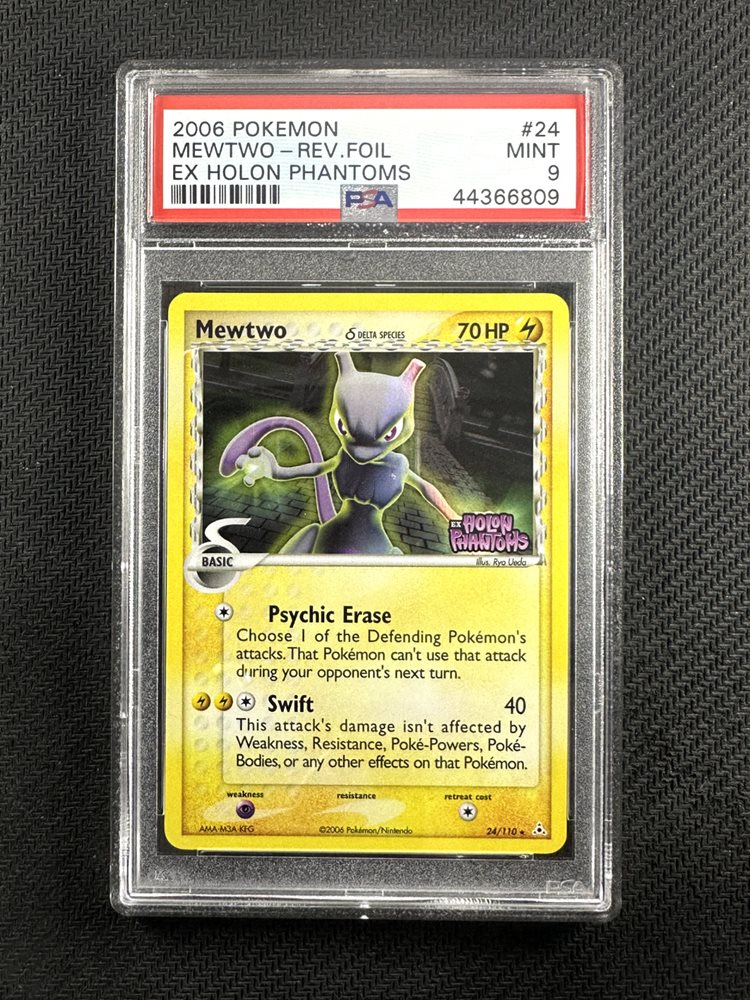 2006 POKEMON #24
MEWTWO – REV.FOIL MINT
EX HOLON PHANTOMS 9
PSA 44366809
Mewtwo δ DELTA SPECIES 70 HP
EX HOLON
PHANTOMS
BASIC
Illus. Ryo Ueda
Psychic Erase
Choose 1 of the Defending Pokémon's
attacks. That Pokémon can't use that attack
during your opponent's next turn.
Swift 40
This attack's damage isn't affected by
Weakness, Resistance, Poké-Powers, Poké-
Bodies, or any other effects on that Pokémon.
weakness resistance retreat cost
AMA-M3A-KFG ©2006 Pokémon/Nintendo 24/110 ★
PSA